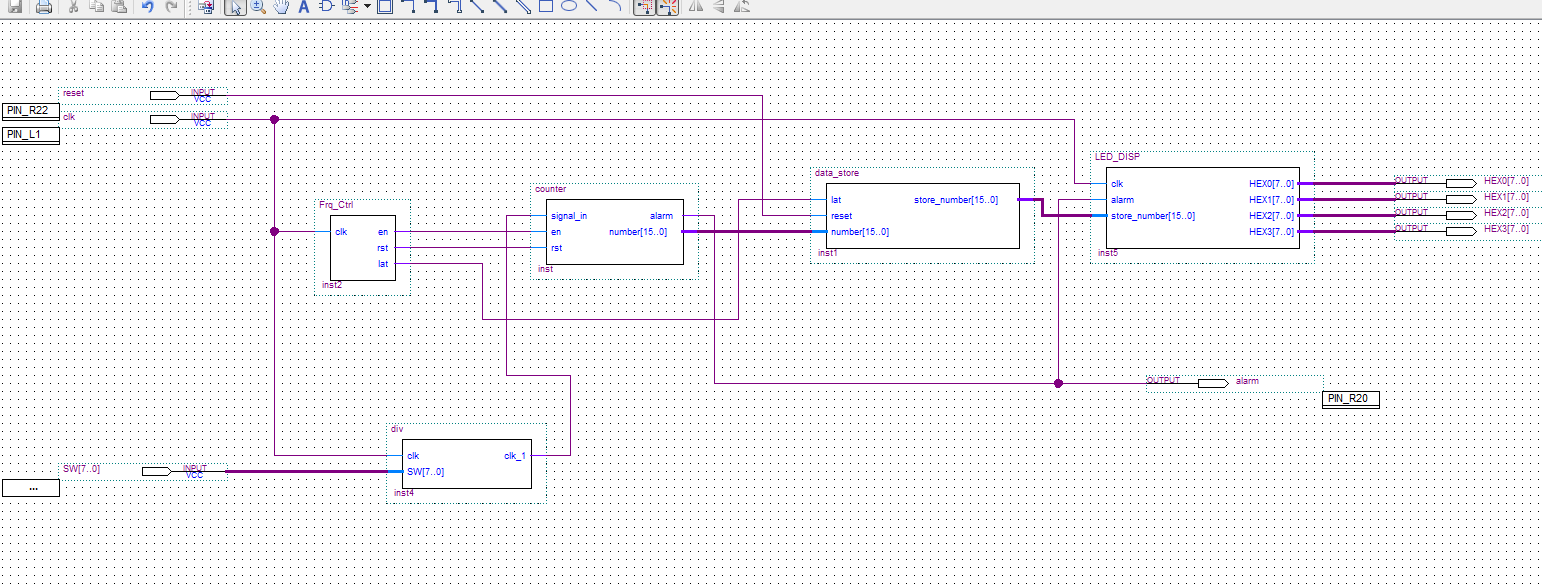 A
reset
INPUT
VCC
PIN_R22
clk
INPUT
VCC
PIN_L1
Frq_Ctrl
clk
en
rst
lat
inst2
counter
signal_in
alarm
en
number[15..0]
rst
inst
data_store
lat
store_number[15..0]
reset
number[15..0]
inst1
LED_DISP
clk
HEX0[7..0]
alarm
HEX1[7..0]
store_number[15..0]
HEX2[7..0]
HEX3[7..0]
inst5
OUTPUT
HEX0[7..0]
OUTPUT
HEX1[7..0]
OUTPUT
HEX2[7..0]
OUTPUT
HEX3[7..0]
OUTPUT
alarm
PIN_R20
div
clk
clk_1
SW[7..0]
inst4
SW[7..0]
INPUT
VCC
...